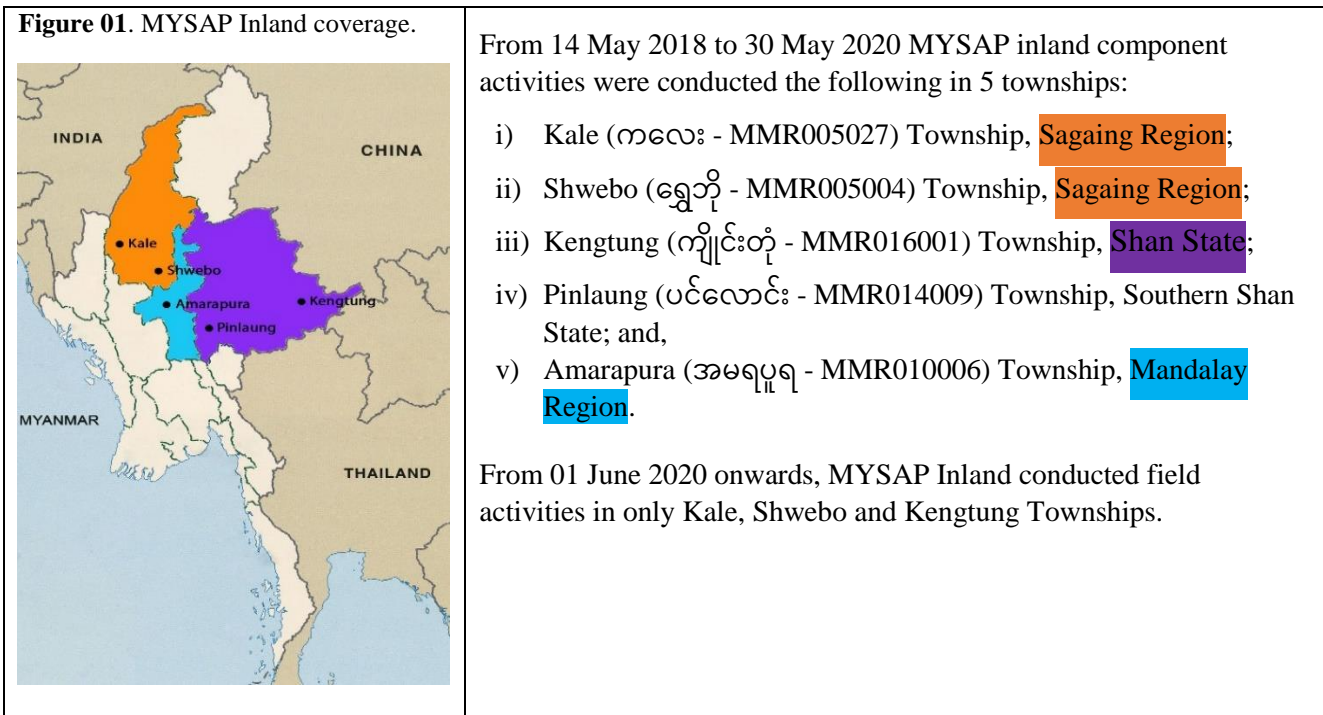 Figure 01. MYSAP Inland coverage.
INDIA
CHINA
Kale
Shwebo
Amarapura
Kengtung
Pinlaung
MYANMAR
THAILAND
From 14 May 2018 to 30 May 2020 MYSAP inland component
activities were conducted the following in 5 townships:
i) Kale (ကလေး - MMR005027) Township, Sagaing Region;
ii) Shwebo (ရွှေဘို - MMR005004) Township, Sagaing Region;
iii) Kengtung (ကျိုင်းတုံ - MMR016001) Township, Shan State;
iv) Pinlaung (ပင်လောင်း - MMR014009) Township, Southern Shan
State; and,
v) Amarapura (အမရပူရ - MMR010006) Township, Mandalay
Region.
From 01 June 2020 onwards, MYSAP Inland conducted field
activities in only Kale, Shwebo and Kengtung Townships.